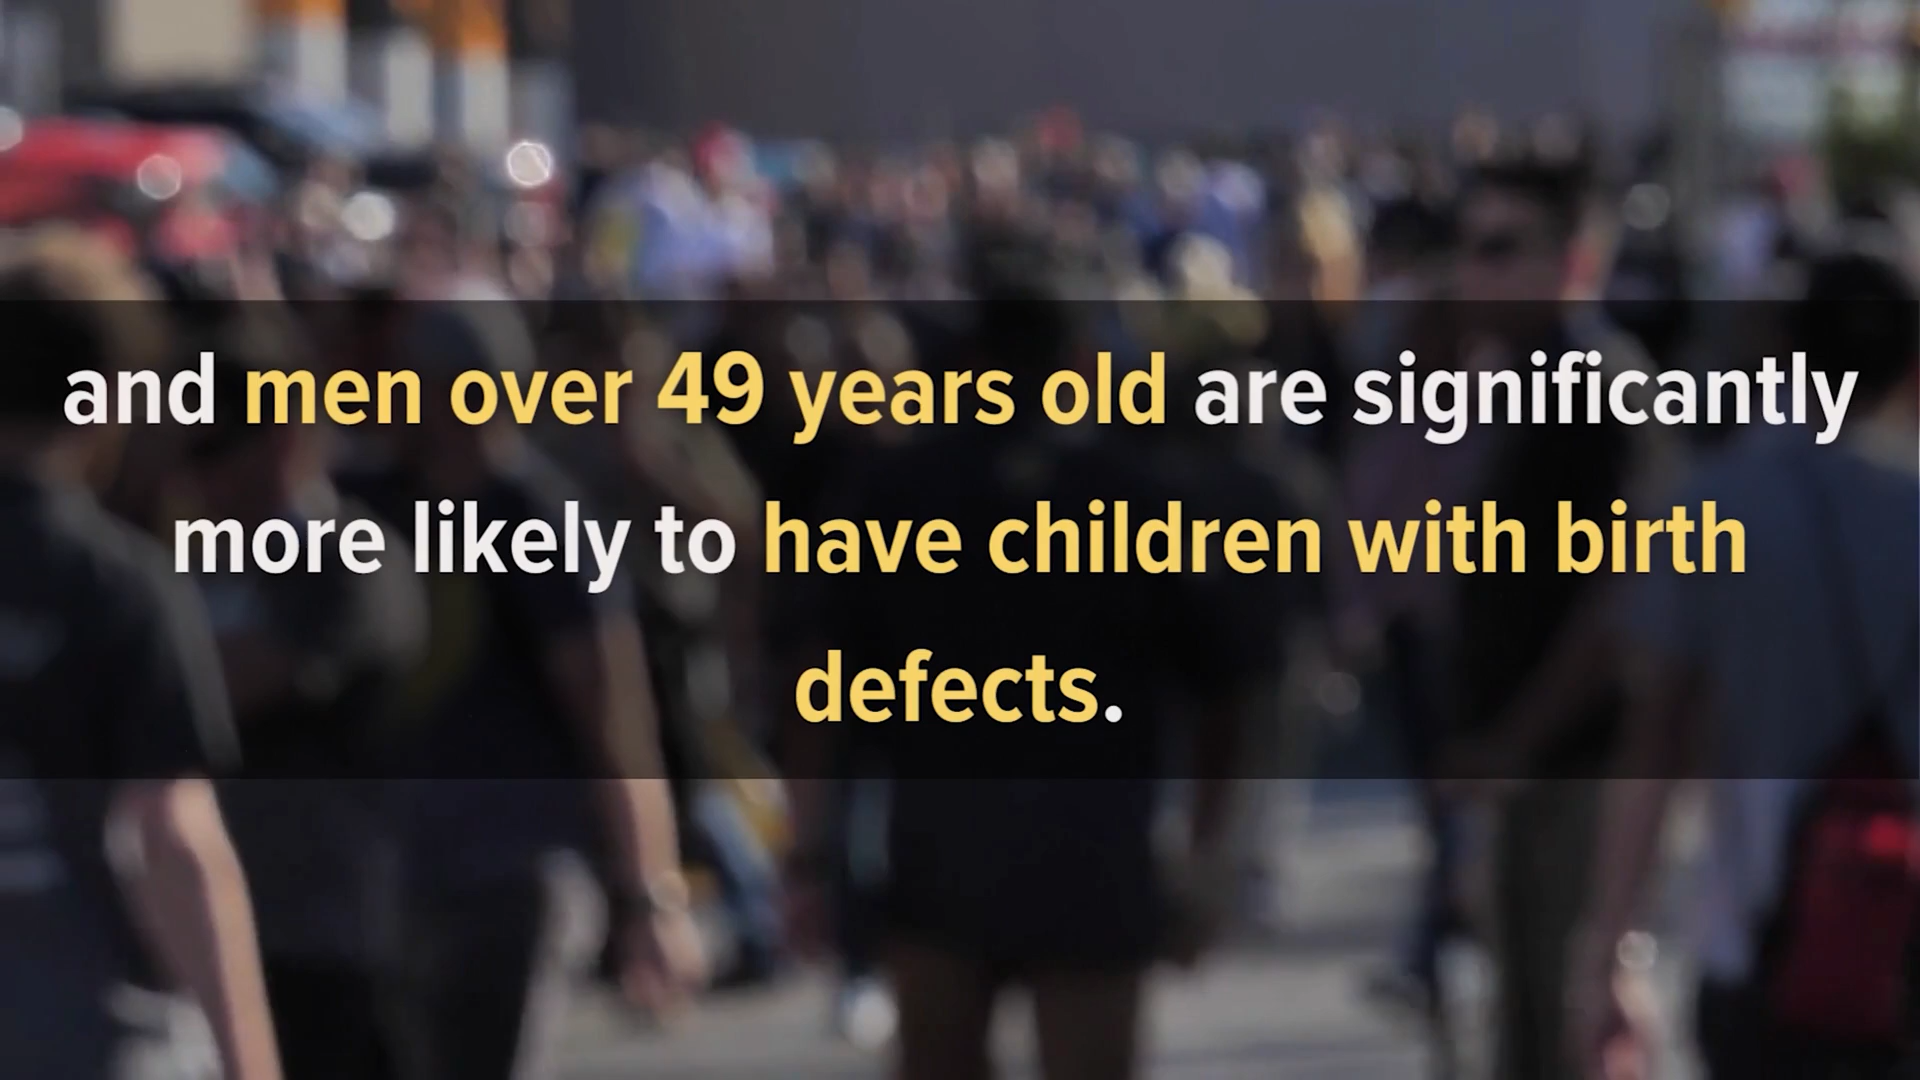 and men over 49 years old are significantly
more likely to have children with birth
defects.